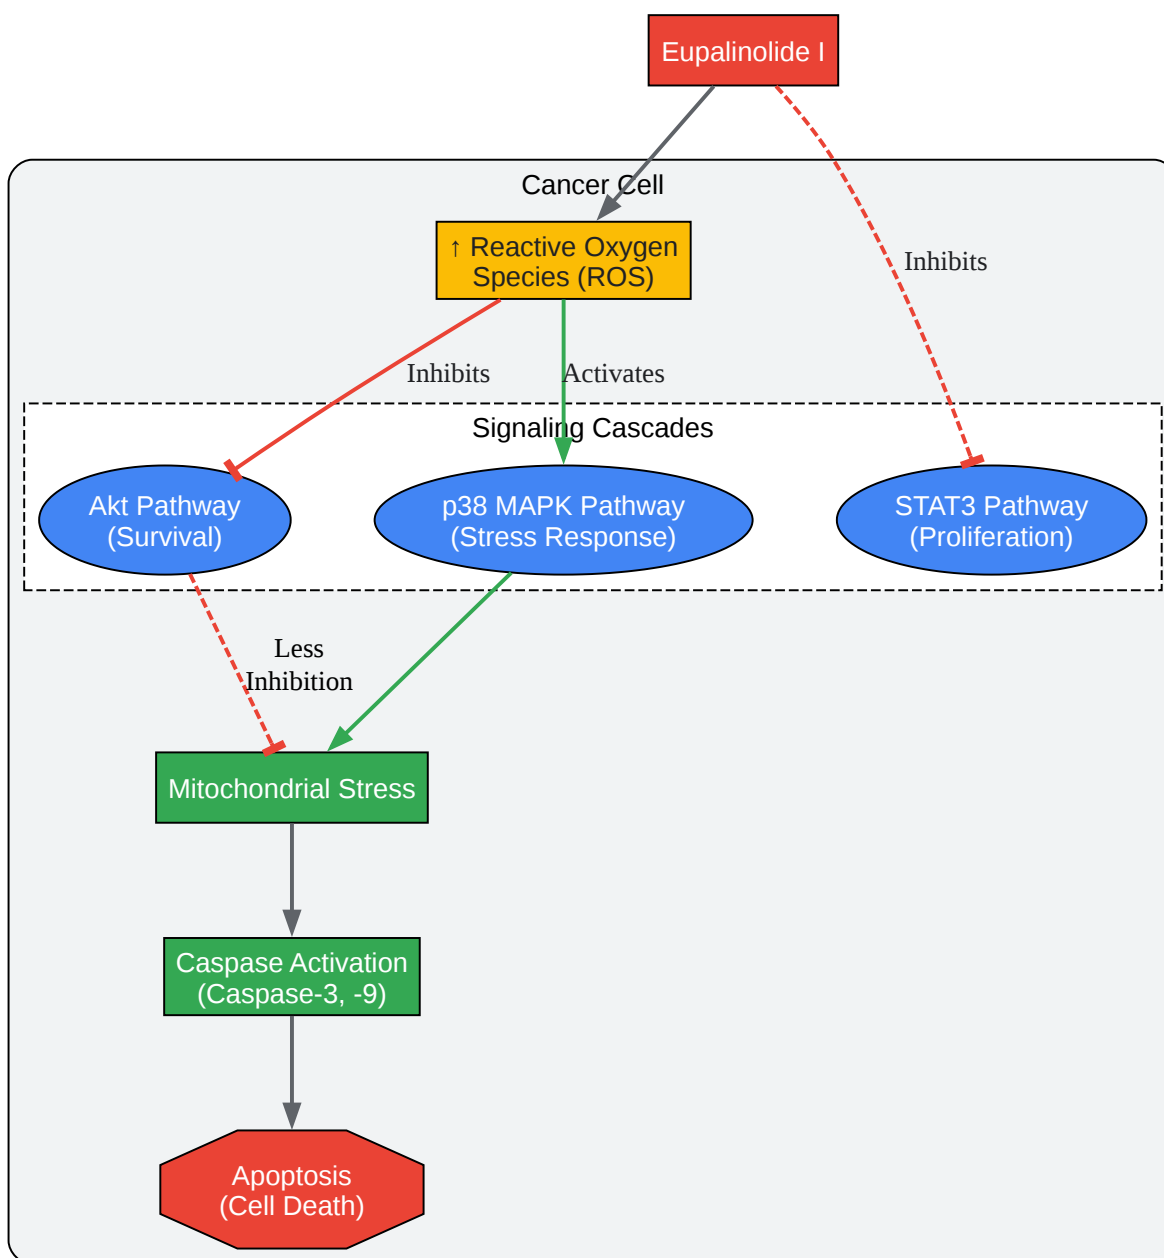 Eupalinolide I
Cancer Cell
↑ Reactive Oxygen
Species (ROS)
Inhibits
Inhibits
Activates
Signaling Cascades
Akt Pathway
(Survival)
p38 MAPK Pathway
(Stress Response)
STAT3 Pathway
(Proliferation)
Less
Inhibition
Mitochondrial Stress
Caspase Activation
(Caspase-3, -9)
Apoptosis
(Cell Death)